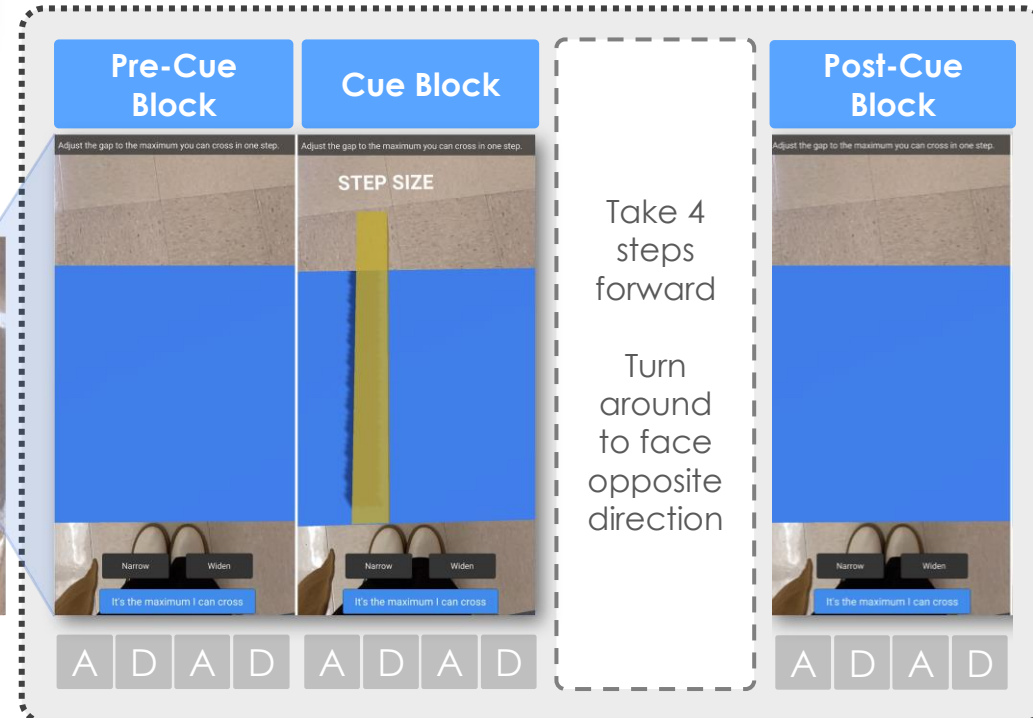 Pre-Cue
Block
Cue Block
Post-Cue
Block
Adjust the gap to the maximum you can cross in one step.
Adjust the gap to the maximum you can cross in one step.
STEP SIZE
Take 4
steps
forward
Turn
around
to face
opposite
direction
Adjust the gap to the maximum you can cross in one step.
Narrow Widen
It's the maximum I can cross
Narrow Widen
It's the maximum I can cross
Narrow Widen
It's the maximum I can cross
A D A D
A D A D
A D A D